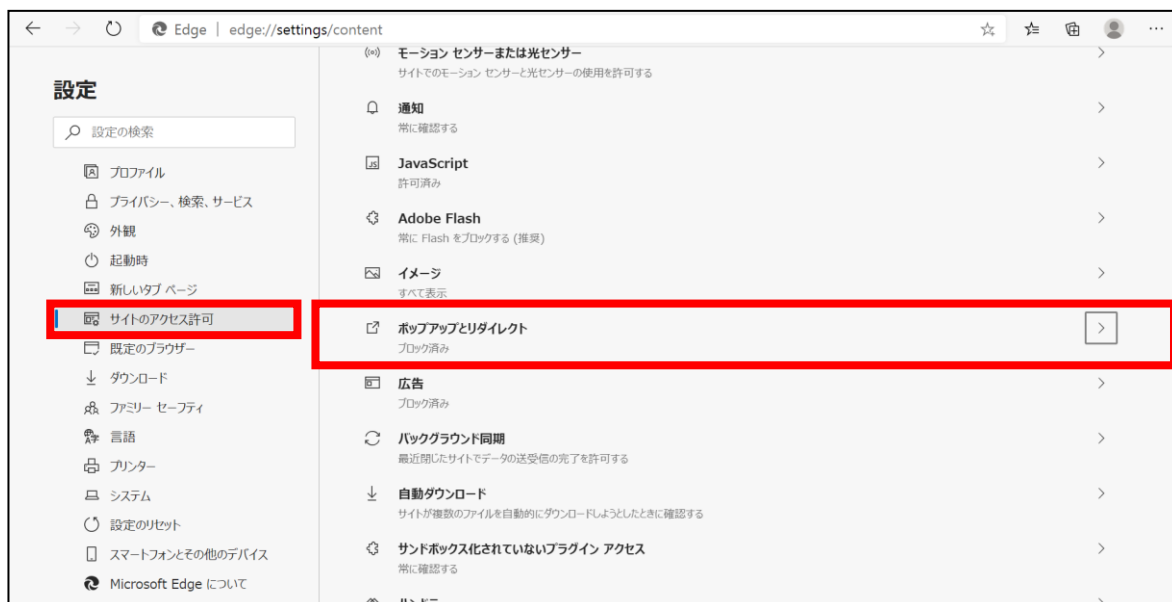 Edge | edge://settings/content
設定
設定の検索
プロファイル
プライバシー、検索、サービス
外観
起動時
新しいタブ ページ
サイトのアクセス許可
既定のブラウザー
ダウンロード
ファミリー セーフティ
言語
プリンター
システム
設定のリセット
スマートフォンとその他のデバイス
Microsoft Edge について
モーション センサーまたは光センサー
サイトでのモーション センサーと光センサーの使用を許可する
通知
常に確認する
JavaScript
許可済み
Adobe Flash
常に Flash をブロックする (推奨)
イメージ
すべて表示
ポップアップとリダイレクト
ブロック済み
広告
ブロック済み
バックグラウンド同期
最近閉じたサイトでデータの送受信の完了を許可する
自動ダウンロード
サイトが複数のファイルを自動的にダウンロードしようとしたときに確認する
サンドボックス化されていないプラグイン アクセス
常に確認する